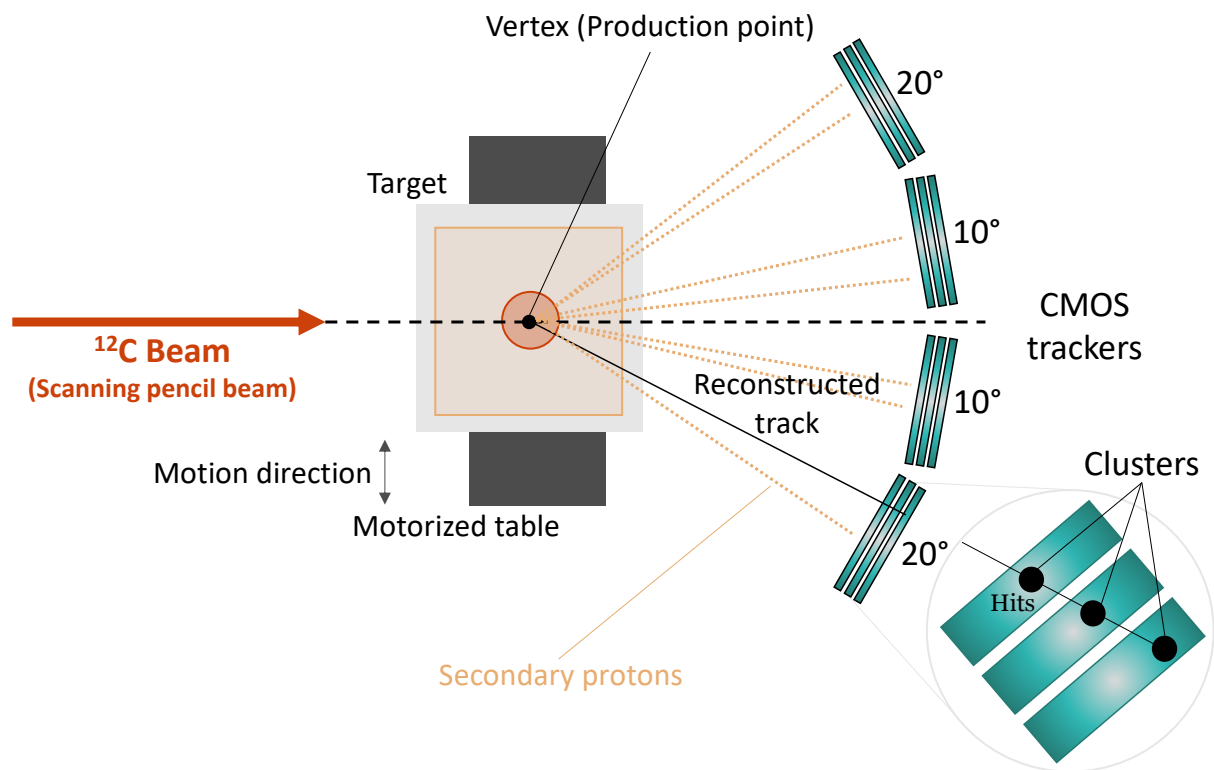 Vertex (Production point)
20°
Target
10°
CMOS
trackers
¹²C Beam
(Scanning pencil beam)
Reconstructed
track
10°
Motion direction
Clusters
Motorized table
20°
Hits
Secondary protons